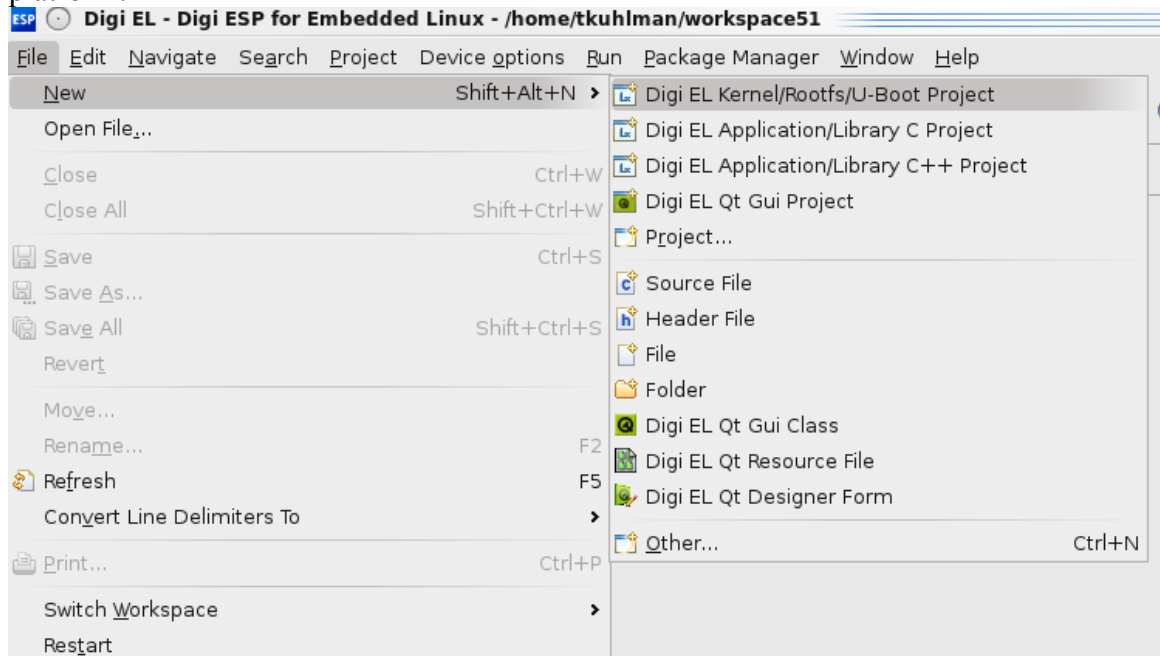 ESP Digi EL - Digi ESP for Embedded Linux - /home/tkuhlman/workspace51
File Edit Navigate Search Project Device options Run Package Manager Window Help
New Shift+Alt+N
Open File...
Close Ctrl+W
Close All Shift+Ctrl+W
Save Ctrl+S
Save As...
Save All Shift+Ctrl+S
Revert
Move...
Rename... F2
Refresh F5
Convert Line Delimiters To
Print... Ctrl+P
Switch Workspace
Restart
Digi EL Kernel/Rootfs/U-Boot Project
Digi EL Application/Library C Project
Digi EL Application/Library C++ Project
Digi EL Qt Gui Project
Project...
Source File
Header File
File
Folder
Digi EL Qt Gui Class
Digi EL Qt Resource File
Digi EL Qt Designer Form
Other... Ctrl+N